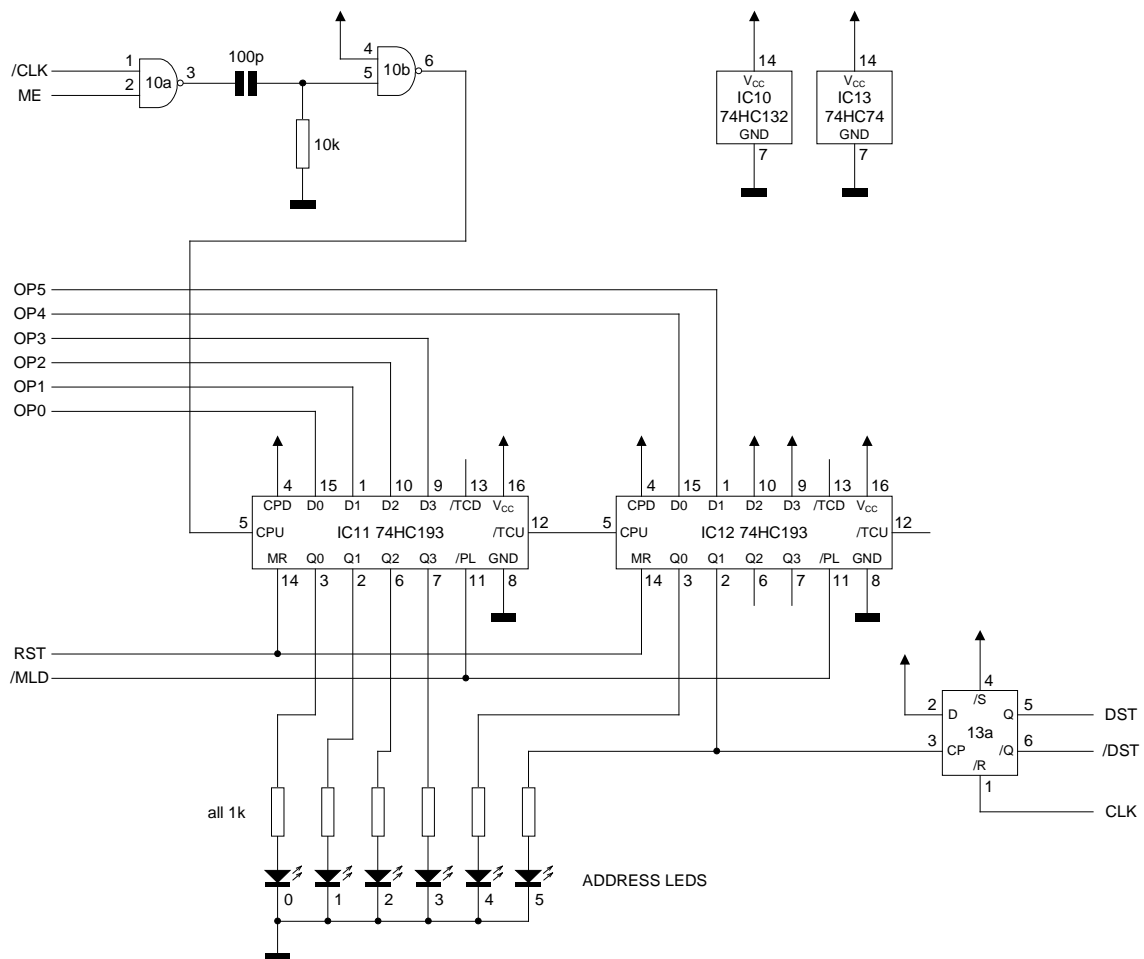 /CLK
ME
1
2
10a
3
100p
10k
4
5
10b
6
14
VCC
IC10
74HC132
GND
7
14
VCC
IC13
74HC74
GND
7
OP5
OP4
OP3
OP2
OP1
OP0
4 15 1 10 9 13 16
CPD D0 D1 D2 D3 /TCD VCC
5 CPU IC11 74HC193 /TCU 12
MR Q0 Q1 Q2 Q3 /PL GND
14 3 2 6 7 11 8
4 15 1 10 9 13 16
CPD D0 D1 D2 D3 /TCD VCC
5 CPU IC12 74HC193 /TCU 12
MR Q0 Q1 Q2 Q3 /PL GND
14 3 2 6 7 11 8
RST
/MLD
4
/S
2 D Q 5 DST
13a
3 CP /Q 6 /DST
/R
1
CLK
all 1k
ADDRESS LEDS
0 1 2 3 4 5